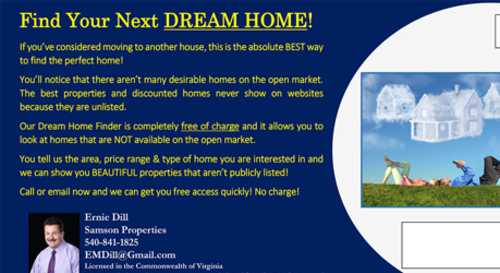 Find Your Next DREAM HOME!
If you've considered moving to another house, this is the absolute BEST way
to find the perfect home!
You'll notice that there aren't many desirable homes on the open market.
The best properties and discounted homes never show on websites
because they are unlisted.
Our Dream Home Finder is completely free of charge and it allows you to
look at homes that are NOT available on the open market.
You tell us the area, price range & type of home you are interested in and
we can show you BEAUTIFUL properties that aren't publicly listed!
Call or email now and we can get you free access quickly! No charge!
Ernie Dill
Samson Properties
540-841-1825
EMDill@Gmail.com
Licensed in the Commonwealth of Virginia